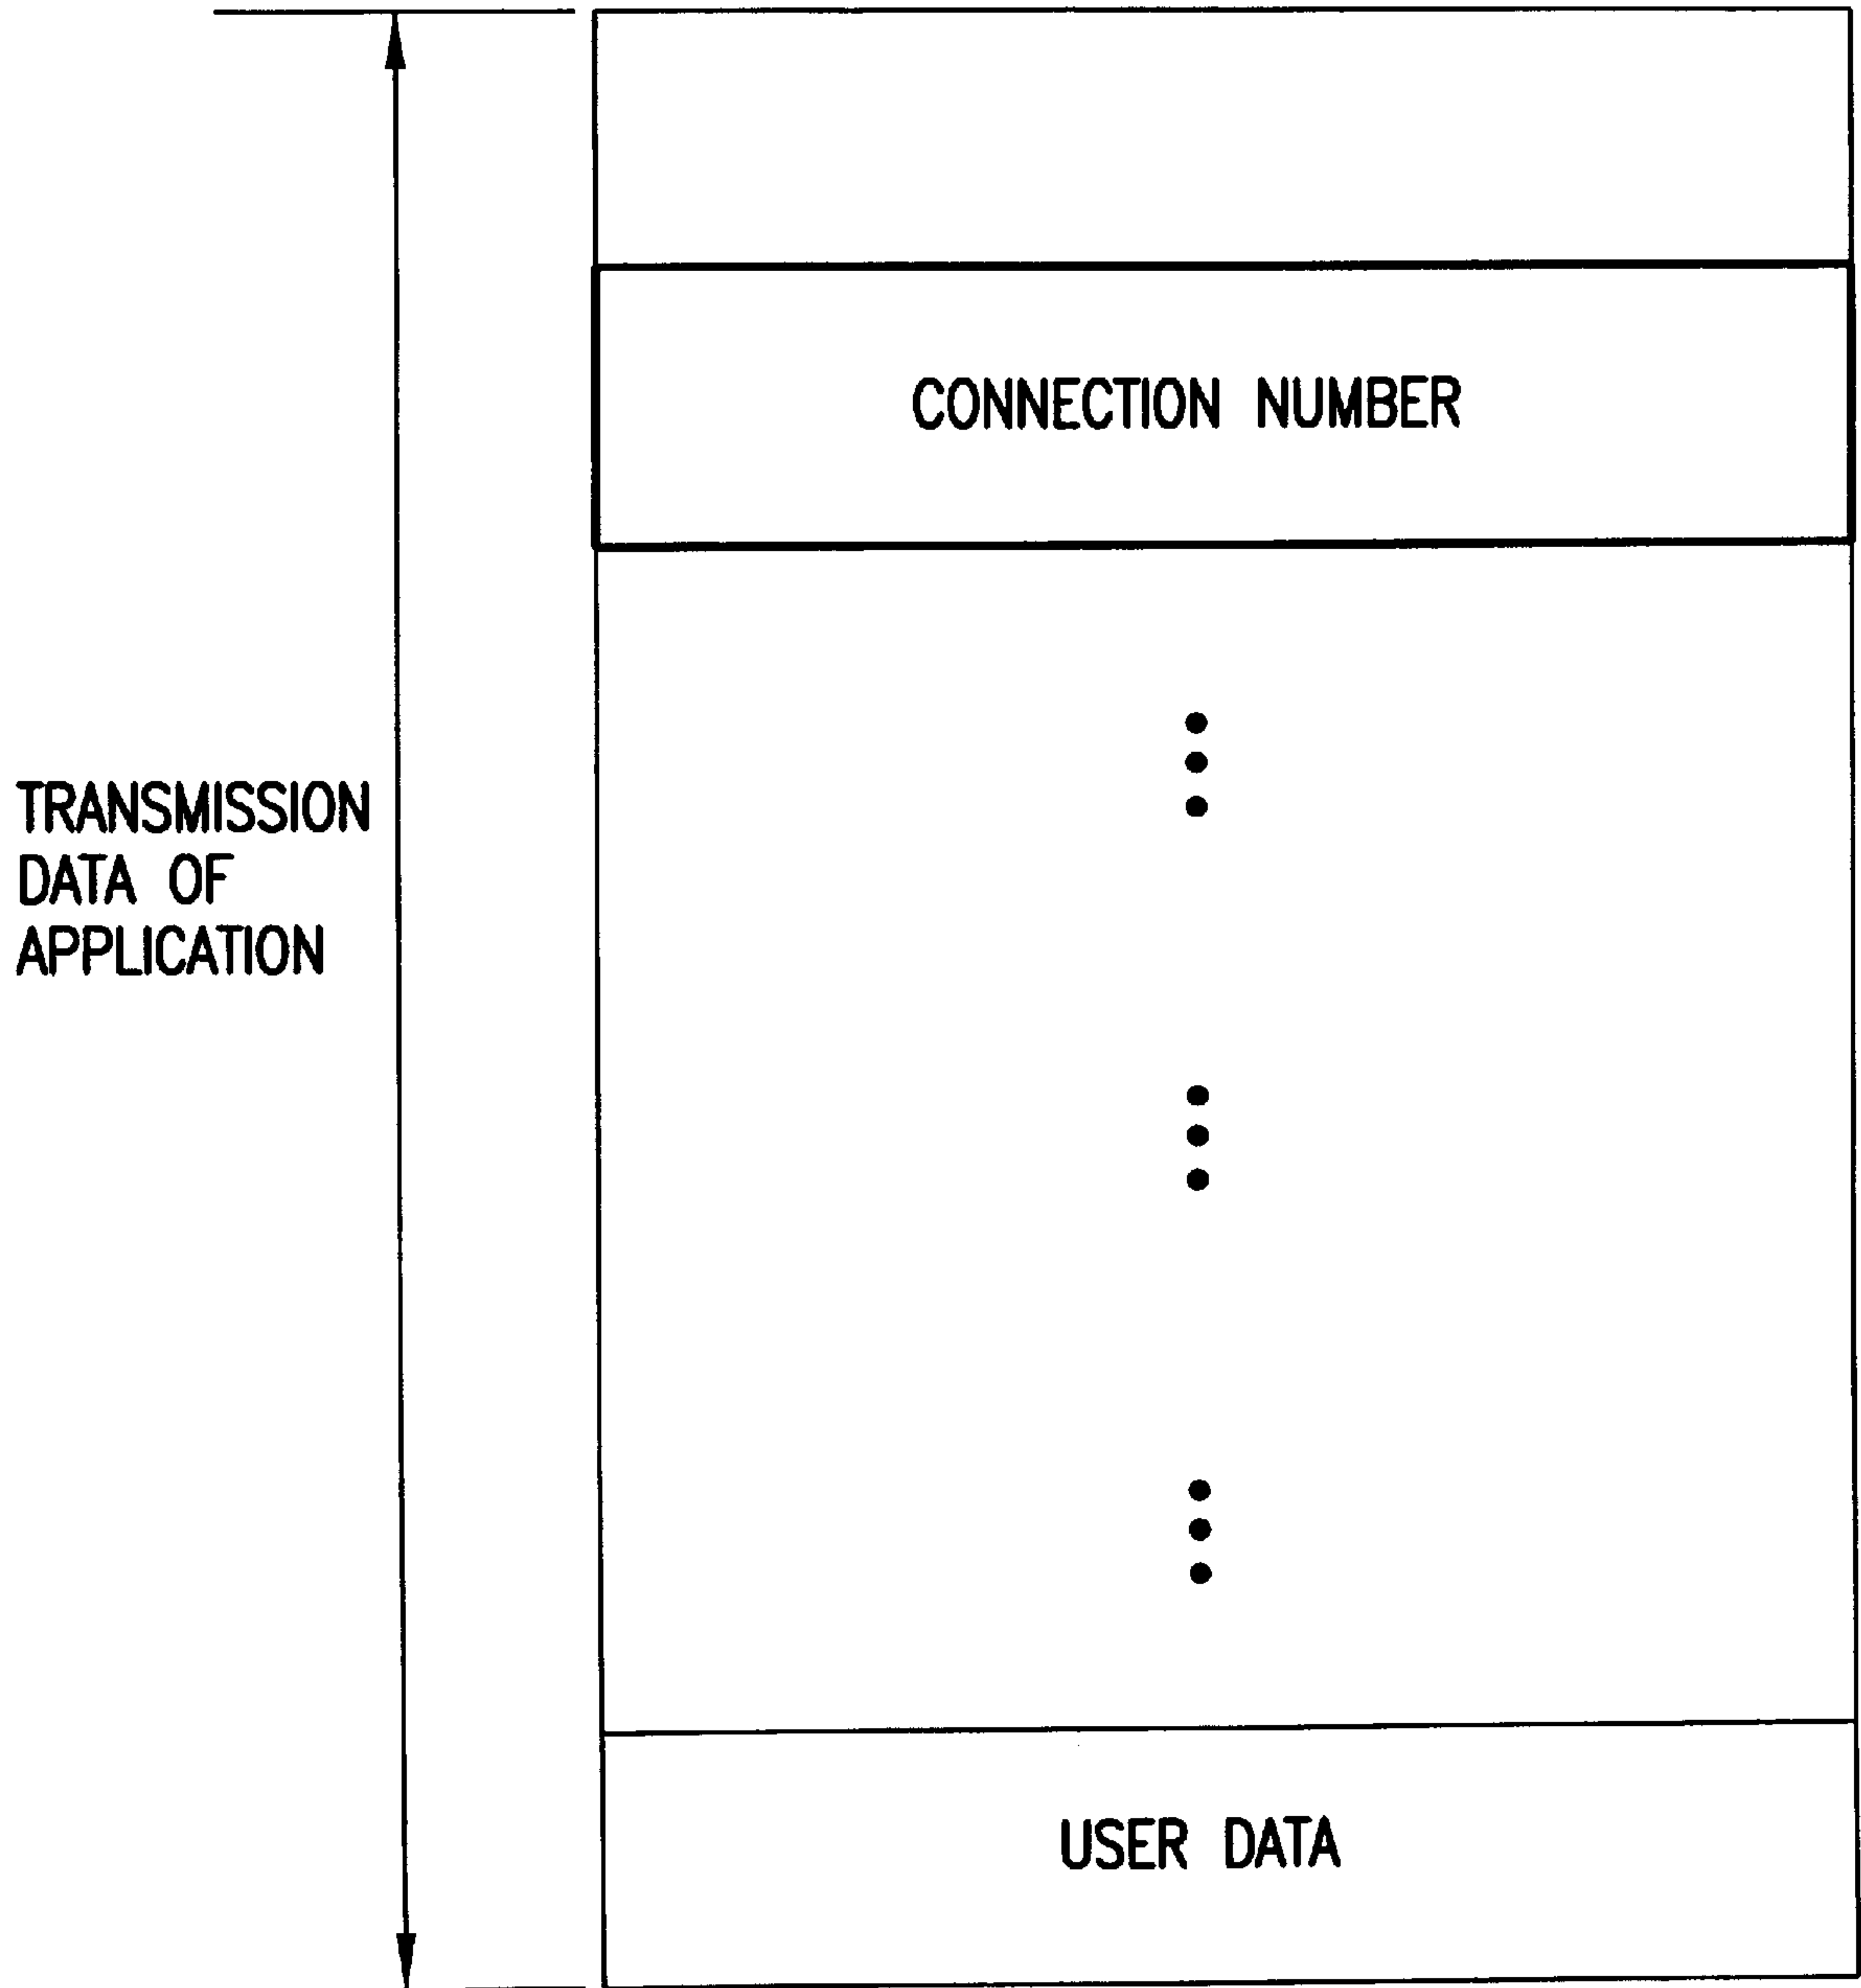 CONNECTION NUMBER
TRANSMISSION
DATA OF
APPLICATION
USER DATA